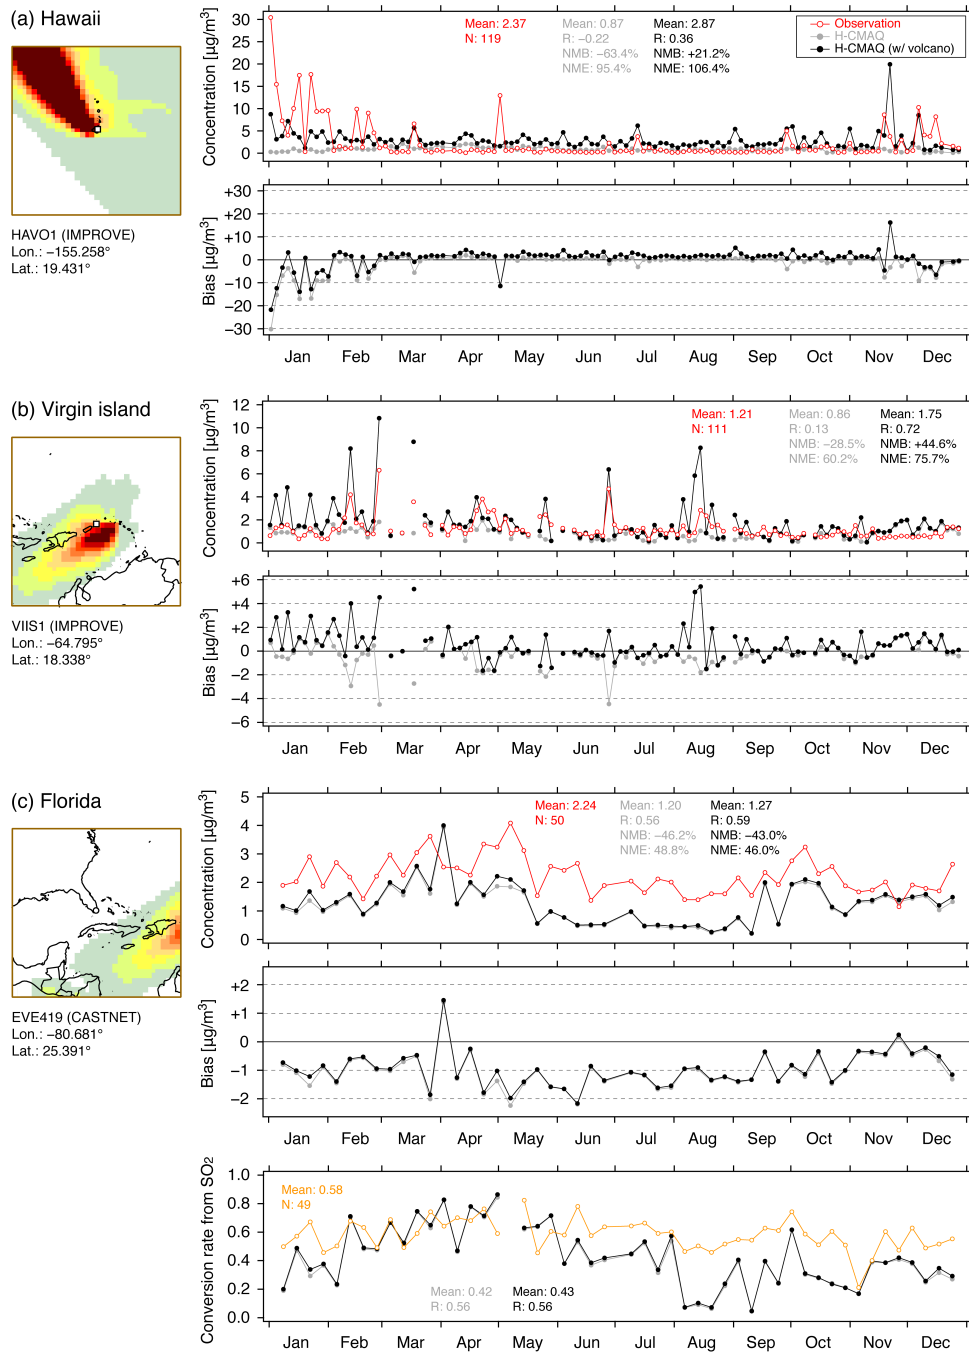 (a) Hawaii
HAVO1 (IMPROVE)
Lon.: −155.258°
Lat.: 19.431°
Concentration [μg/m3]
30
25
20
15
10
5
0
Mean: 2.37
N: 119
Mean: 0.87
R: −0.22
NMB: −63.4%
NME: 95.4%
Mean: 2.87
R: 0.36
NMB: +21.2%
NME: 106.4%
Observation
H-CMAQ
H-CMAQ (w/ volcano)
Bias [μg/m3]
+30
+20
+10
0
−10
−20
−30
Jan Feb Mar Apr May Jun Jul Aug Sep Oct Nov Dec
(b) Virgin island
VIIS1 (IMPROVE)
Lon.: −64.795°
Lat.: 18.338°
Concentration [μg/m3]
12
10
8
6
4
2
0
Mean: 1.21
N: 111
Mean: 0.86
R: 0.13
NMB: −28.5%
NME: 60.2%
Mean: 1.75
R: 0.72
NMB: +44.6%
NME: 75.7%
Bias [μg/m3]
+6
+4
+2
0
−2
−4
−6
Jan Feb Mar Apr May Jun Jul Aug Sep Oct Nov Dec
(c) Florida
EVE419 (CASTNET)
Lon.: −80.681°
Lat.: 25.391°
Concentration [μg/m3]
5
4
3
2
1
0
Mean: 2.24
N: 50
Mean: 1.20
R: 0.56
NMB: −46.2%
NME: 48.8%
Mean: 1.27
R: 0.59
NMB: −43.0%
NME: 46.0%
Bias [μg/m3]
+2
+1
0
−1
−2
Jan Feb Mar Apr May Jun Jul Aug Sep Oct Nov Dec
Conversion rate from SO2
1.0
0.8
0.6
0.4
0.2
0.0
Mean: 0.58
N: 49
Mean: 0.42
R: 0.56
Mean: 0.43
R: 0.56
Jan Feb Mar Apr May Jun Jul Aug Sep Oct Nov Dec